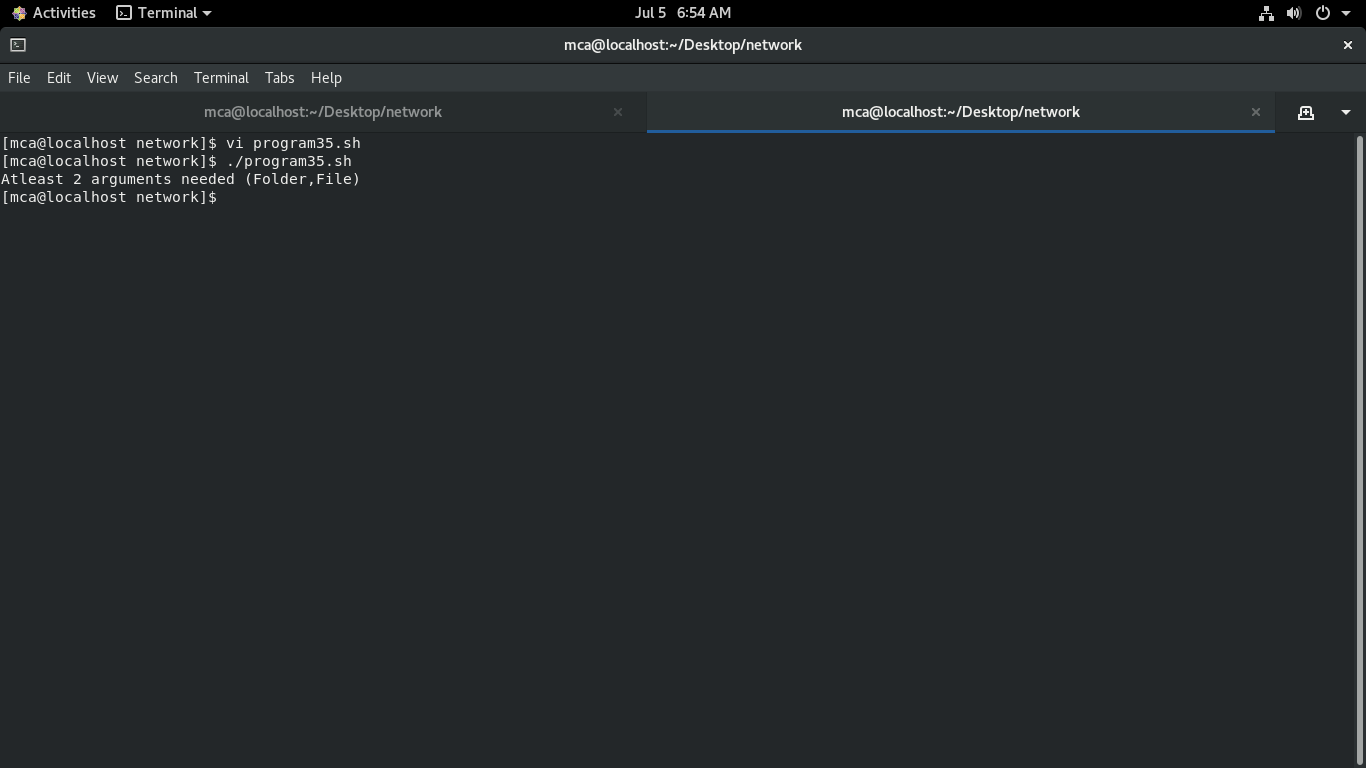 Activities Terminal Jul 5 6:54 AM
mca@localhost:~/Desktop/network
File Edit View Search Terminal Tabs Help
mca@localhost:~/Desktop/network mca@localhost:~/Desktop/network
[mca@localhost network]$ vi program35.sh
[mca@localhost network]$ ./program35.sh
Atleast 2 arguments needed (Folder,File)
[mca@localhost network]$